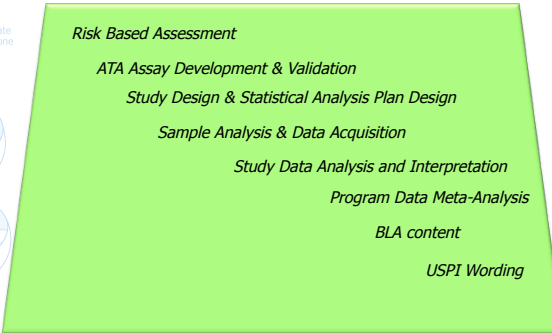 Risk Based Assessment
ATA Assay Development & Validation
Study Design & Statistical Analysis Plan Design
Sample Analysis & Data Acquisition
Study Data Analysis and Interpretation
Program Data Meta-Analysis
BLA content
USPI Wording